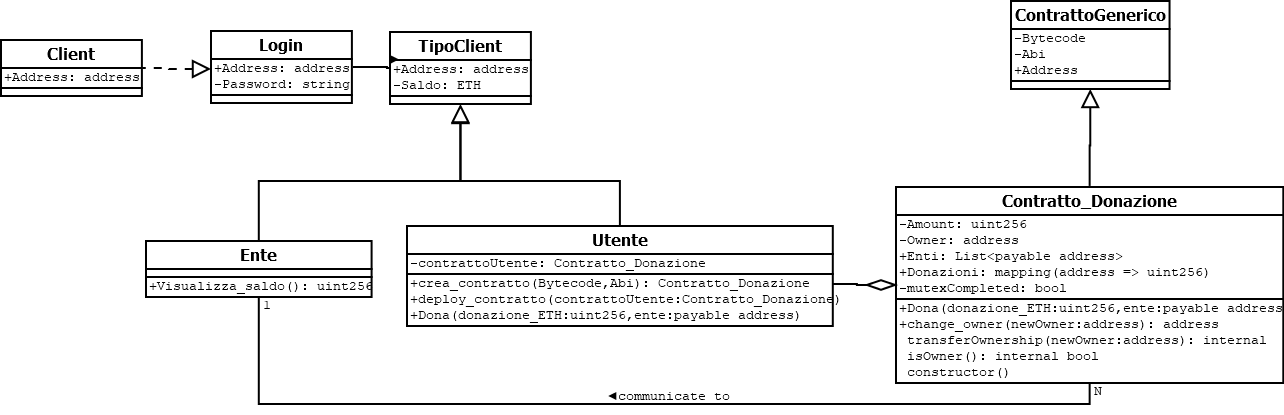 Client
+Address: address
Login
+Address: address
-Password: string
TipoClient
+Address: address
-Saldo: ETH
ContrattoGenerico
-Bytecode
-Abi
+Address
Ente
+Visualizza_saldo(): uint256
Utente
-contrattoUtente: Contratto_Donazione
+crea_contratto(Bytecode,Abi): Contratto_Donazione
+deploy_contratto(contrattoUtente:Contratto_Donazione)
+Dona(donazione_ETH:uint256,ente:payable address)
Contratto_Donazione
-Amount: uint256
-Owner: address
+Enti: List<payable address>
+Donazioni: mapping(address => uint256)
-mutexCompleted: bool
+Dona(donazione_ETH:uint256,ente:payable address
+change_owner(newOwner:address): address
transferOwnership(newOwner:address): internal
isOwner(): internal bool
constructor()
1
N
◄communicate to